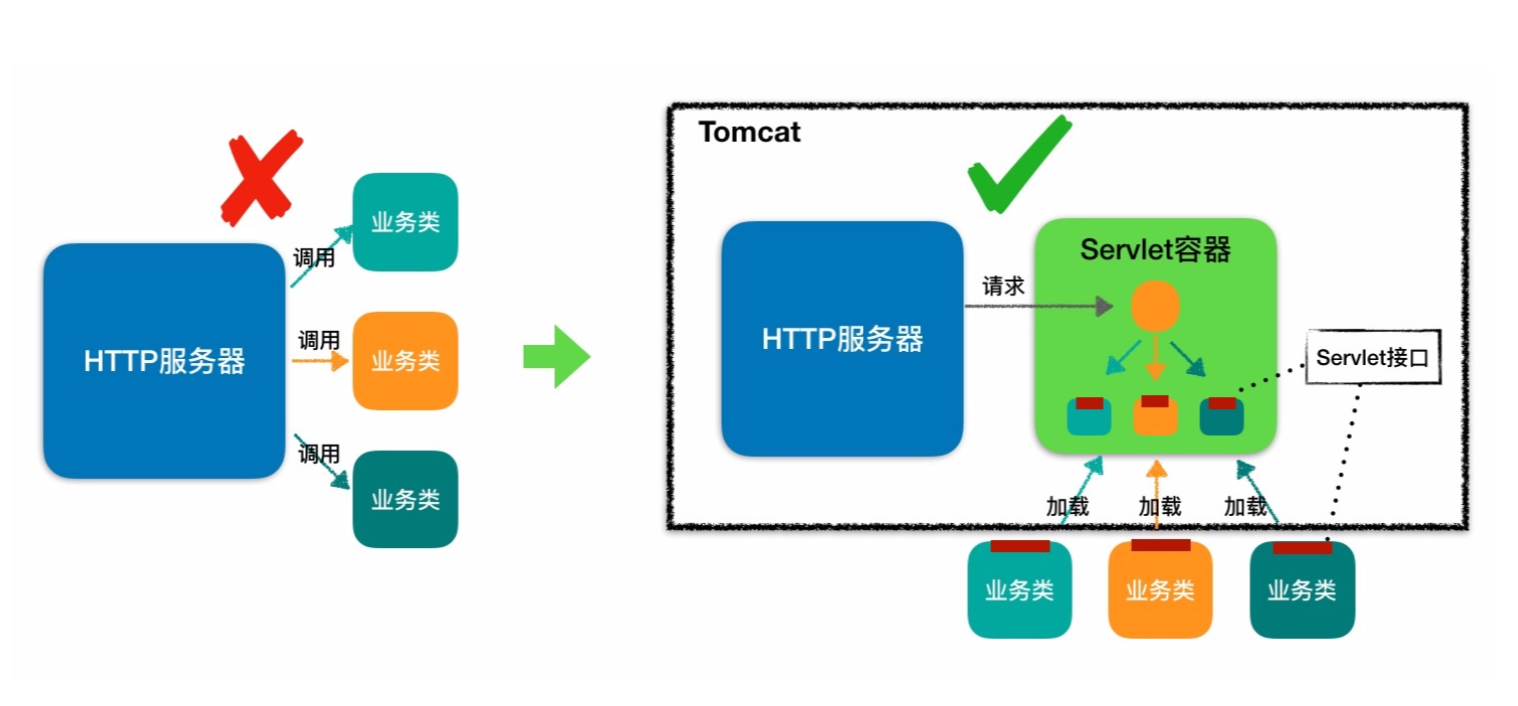 调用
业务类
HTTP服务器
调用
业务类
调用
业务类
Tomcat
HTTP服务器
请求
Servlet容器
Servlet接口
加载
加载
加载
业务类
业务类
业务类